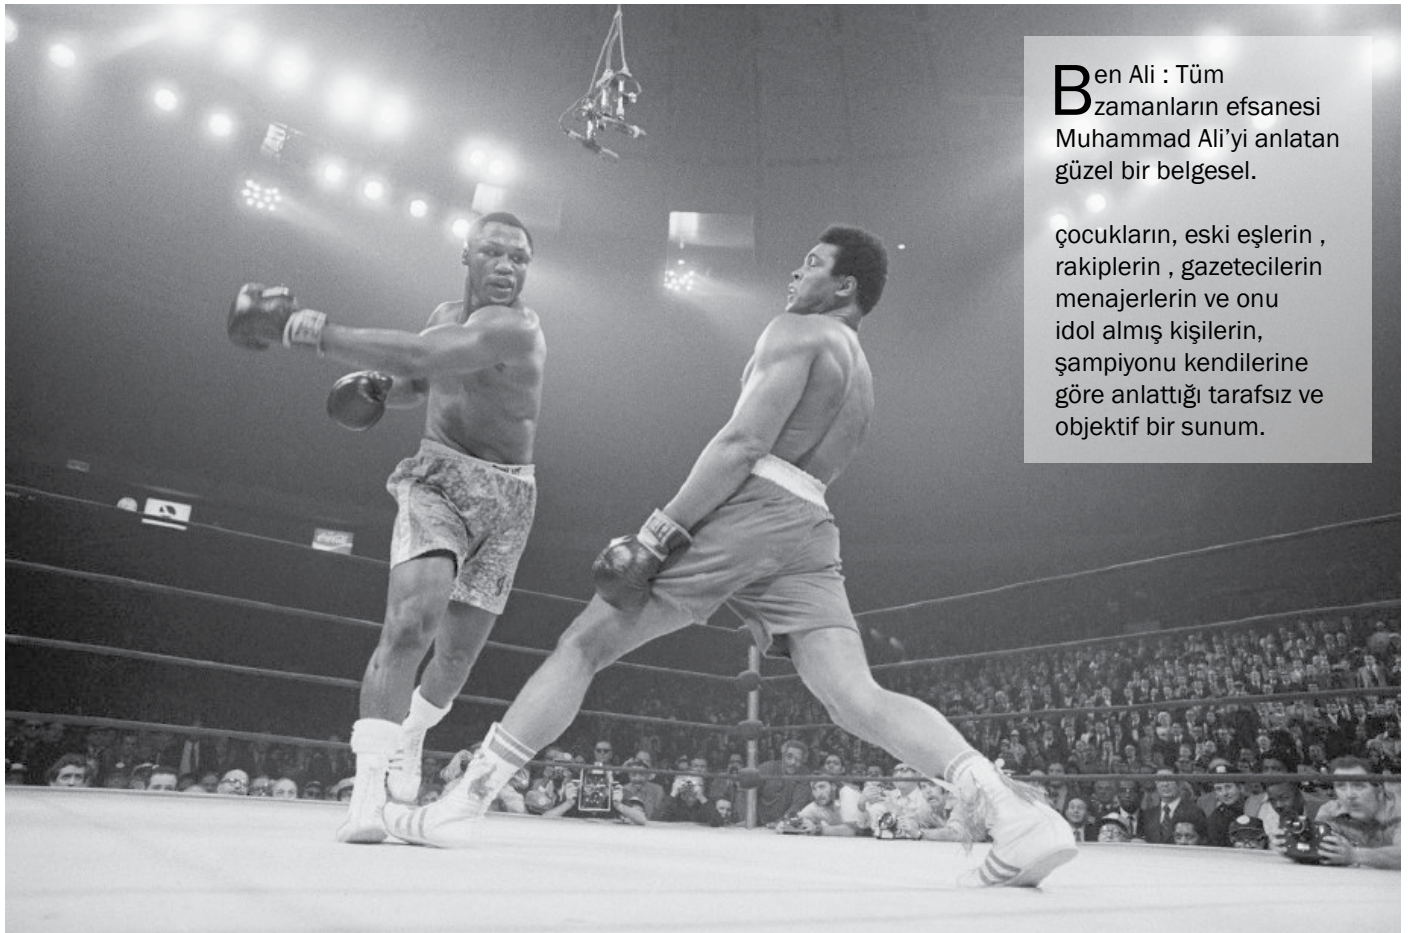 Ben Ali : Tüm
zamanların efsanesi
Muhammad Ali’yi anlatan
güzel bir belgesel.
çocukların, eski eşlerin ,
rakiplerin , gazetecilerin
menajerlerin ve onu
idol almış kişilerin,
şampiyonu kendilerine
göre anlattığı tarafsız ve
objektif bir sunum.